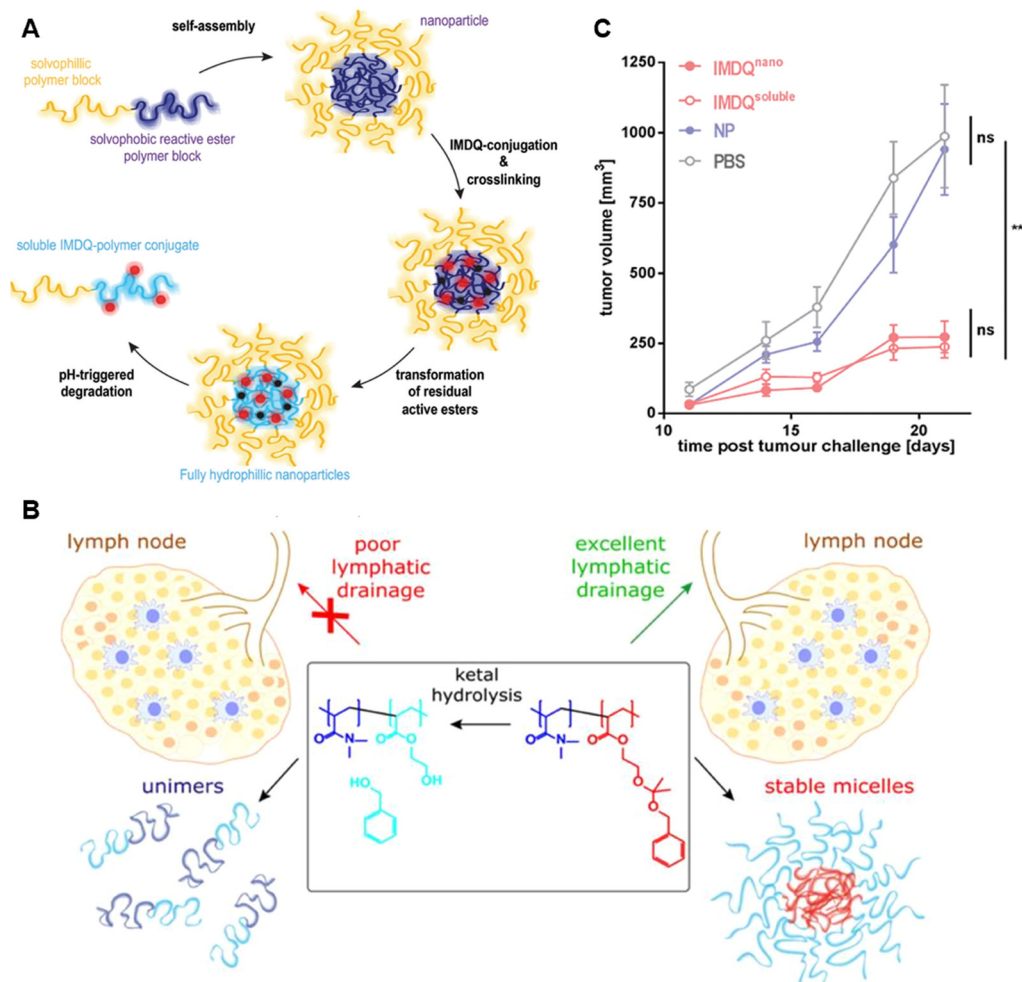 A
self-assembly
nanoparticle
solvophillic
polymer block
solvophobic reactive ester
polymer block
IMDQ-conjugation
&
crosslinking
soluble IMDQ-polymer conjugate
pH-triggered
degradation
transformation
of residual
active esters
Fully hydrophillic nanoparticles
C
IMDQnano
IMDQsoluble
NP
PBS
tumor volume [mm3]
1250
1000
750
500
250
0
10
15
20
time post tumour challenge [days]
ns
**
ns
B
lymph node
poor
lymphatic
drainage
excellent
lymphatic
drainage
lymph node
ketal
hydrolysis
O
N
O
O
OH
HO
O
N
O
O
O
O
unimers
stable micelles